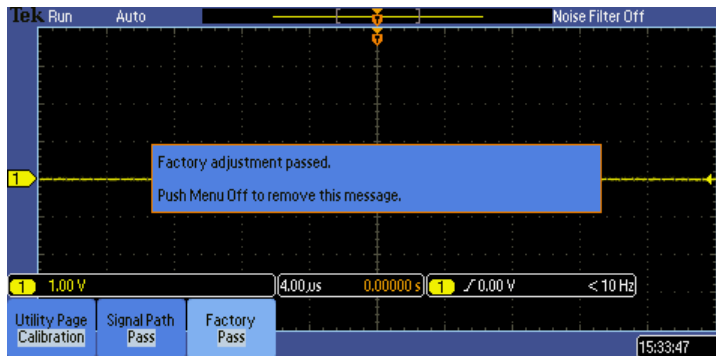 Tek Run Auto Noise Filter Off
Factory adjustment passed.
Push Menu Off to remove this message.
1
1 1.00 V 4.00µs 0.00000 s 1 0.00 V < 10 Hz
Utility Page Signal Path Factory
Calibration Pass Pass
15:33:47